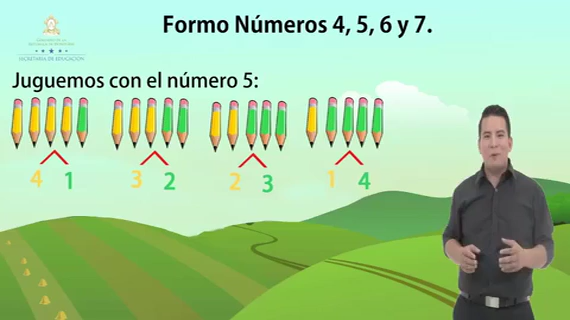 Formo Números 4, 5, 6 y 7.
SECRETARÍA DE EDUCACIÓN
Juguemos con el número 5:
4 1 3 2 2 3 1 4